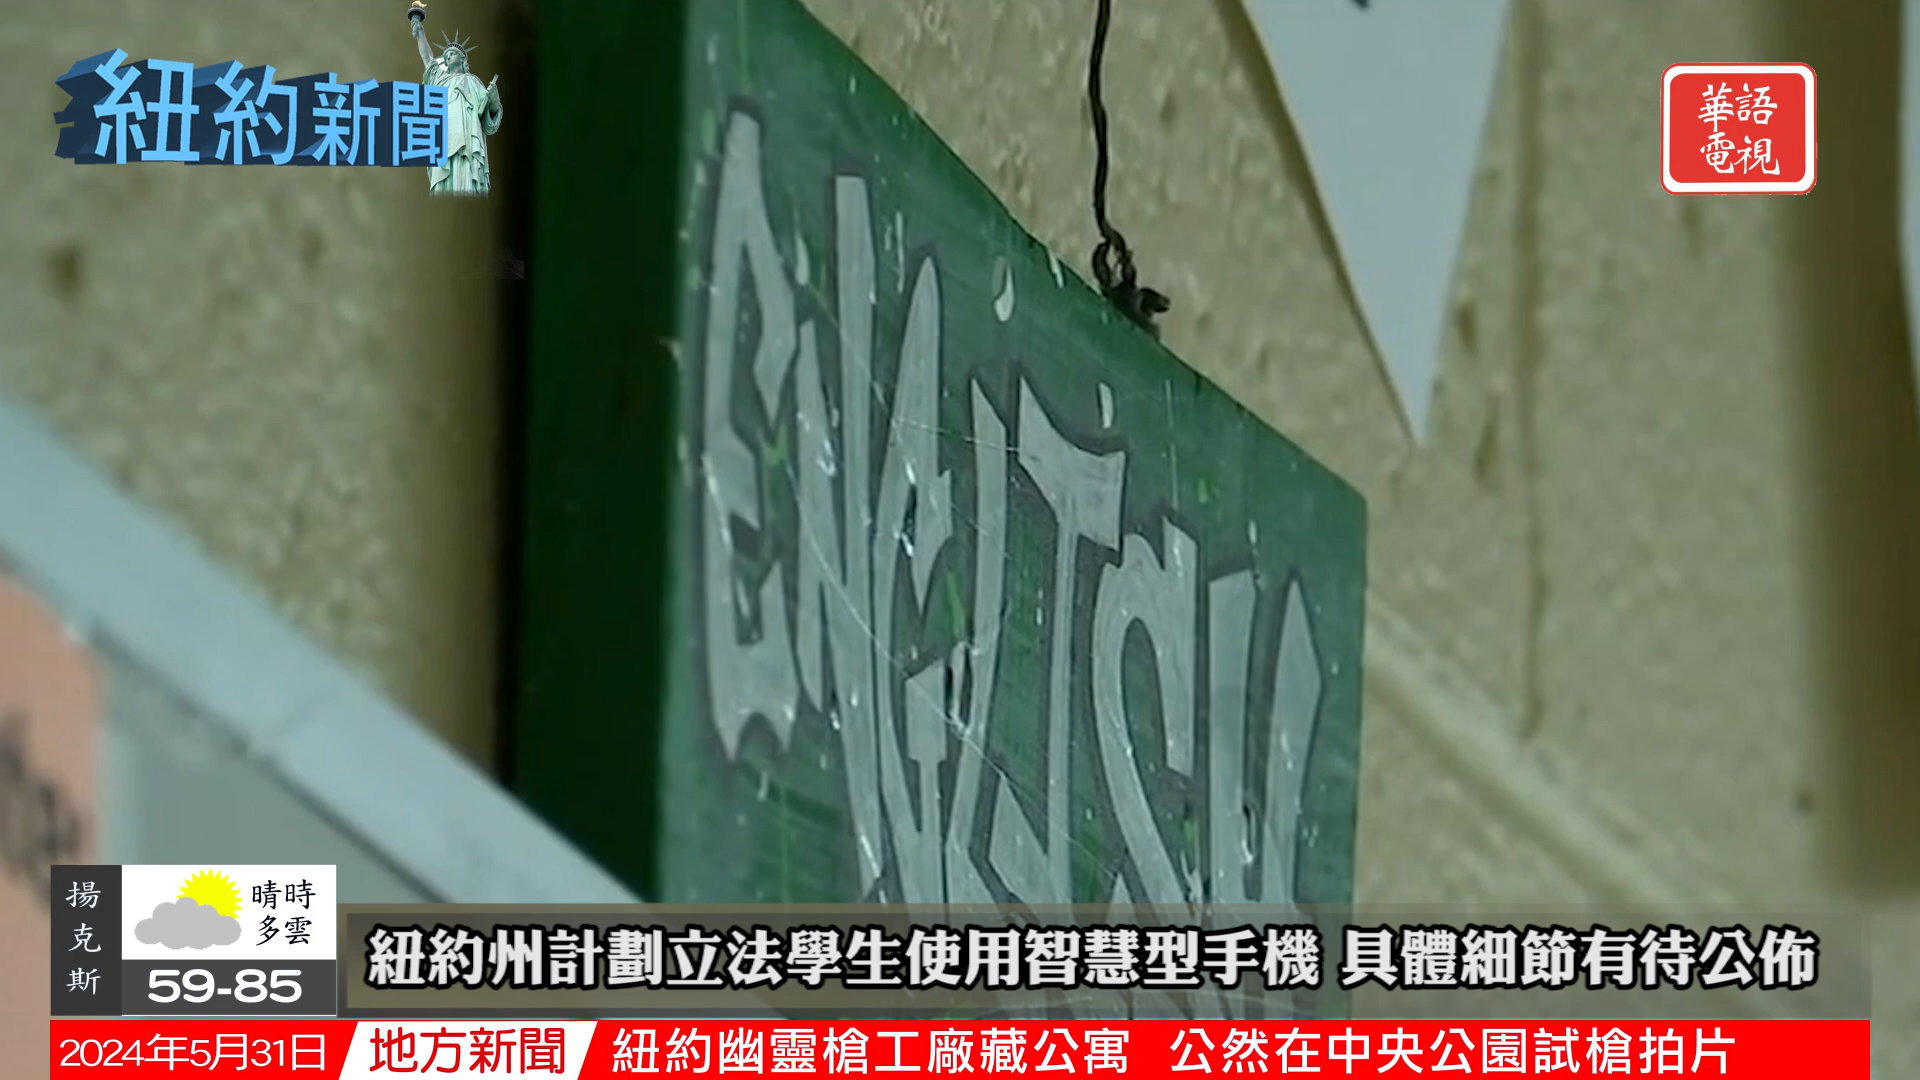 紐約新聞
華語
電視
ENGLISH
揚克斯
晴時
多雲
59-85
紐約州計劃立法學生使用智慧型手機 具體細節有待公佈
2024年5月31日
地方新聞
紐約幽靈槍工廠藏公寓 公然在中央公園試槍拍片